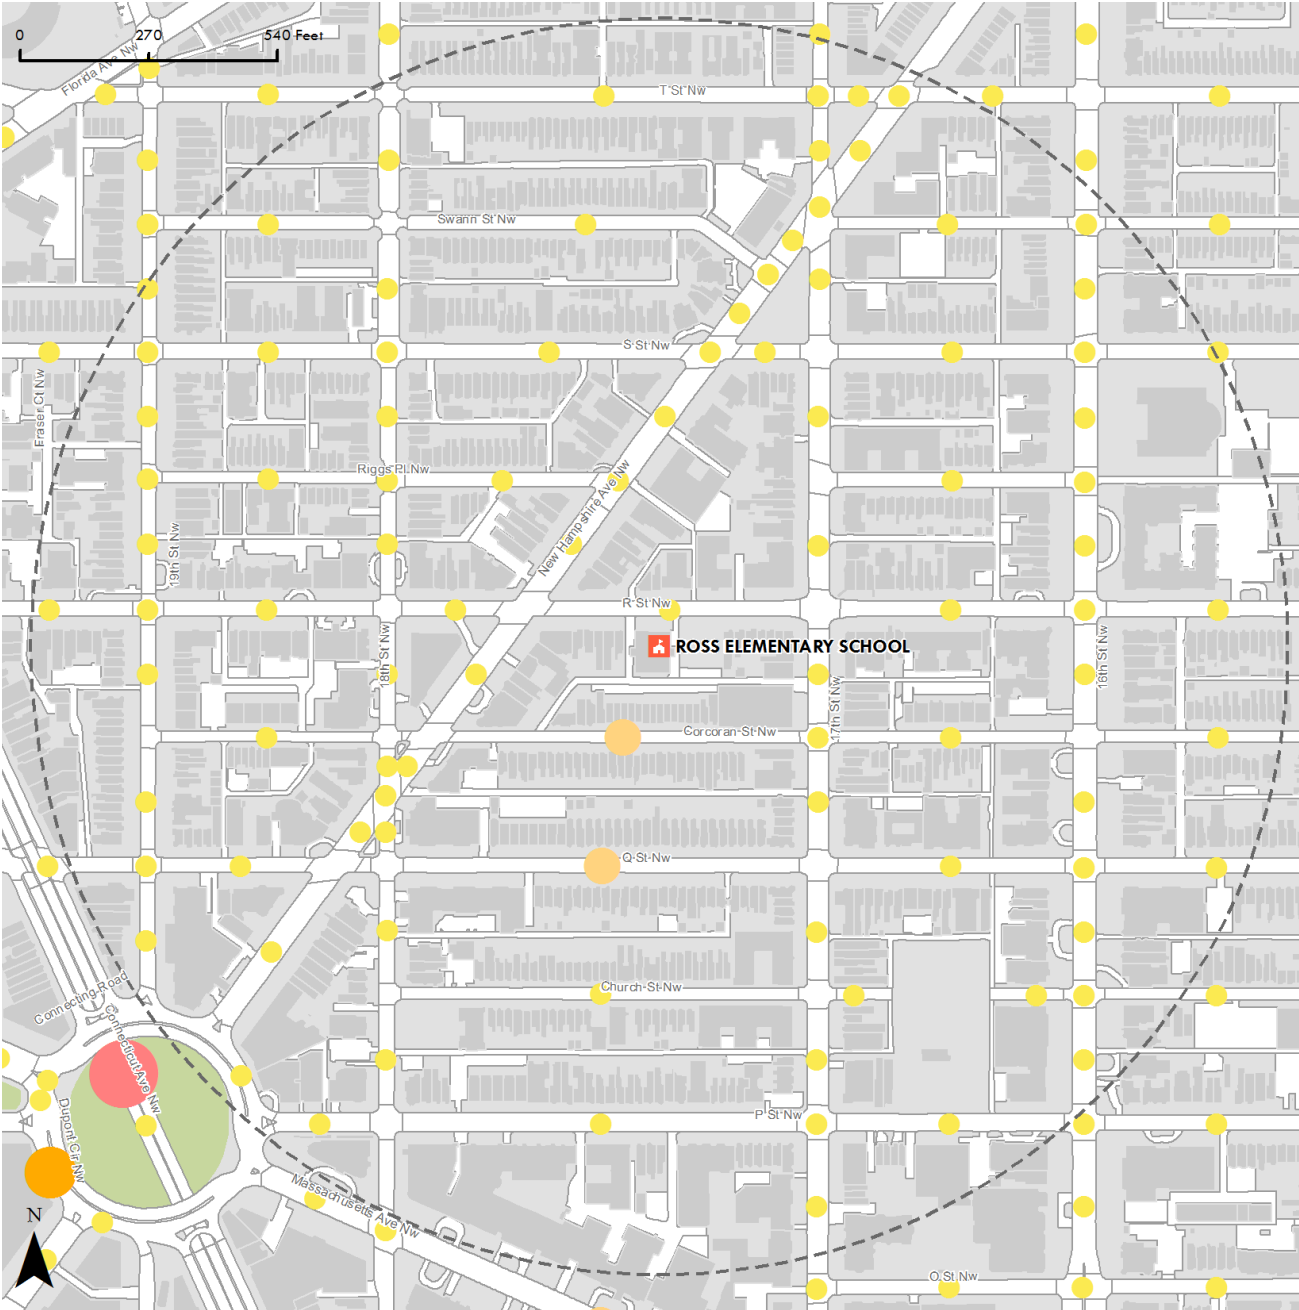 0 270 540 Feet
Florida Ave Nw
T St Nw
Swann St Nw
S St Nw
Fraser Ct Nw
Riggs Pl Nw
New Hampshire Ave Nw
19th St Nw
R St Nw
ROSS ELEMENTARY SCHOOL
18th St Nw
16th St Nw
17th St Nw
Corcoran St Nw
Q St Nw
Connecting Road
Church St Nw
Connecticut Ave Nw
Dupont Cir Nw
P St Nw
Massachusetts Ave Nw
N
O St Nw